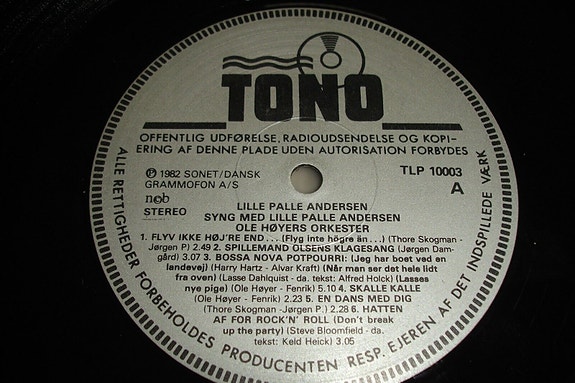 TONO
OFFENTLIG UDFØRELSE, RADIOUDSENDELSE OG KOPI-
ERING AF DENNE PLADE UDEN AUTORISATION FORBYDES
Ⓟ 1982 SONET/DANSK
GRAMMOFON A/S
TLP 10003
nob
A
STEREO
LILLE PALLE ANDERSEN
SYNG MED LILLE PALLE ANDERSEN
OLE HØYERS ORKESTER
1. FLYV IKKE HØJ'RE END... (Flyg inte högre än...) (Thore Skogman -
Jørgen P.) 2.49 2. SPILLEMAND OLSENS KLAGESANG (Jørgen Dam-
gård) 3.07 3. BOSSA NOVA POTPOURRI: (Jeg har boet ved en
landevej) (Harry Hartz - Alvar Kraft) (Når man ser det hele lidt
fra oven) (Lasse Dahlquist - da. tekst: Alfred Holck) (Lasses
nye pige) (Ole Høyer - Fenrik) 5.10 4. SKALLE KALLE
(Ole Høyer - Fenrik) 2.23 5. EN DANS MED DIG
(Thore Skogman -Jørgen P.) 2.28 6. HATTEN
AF FOR ROCK'N' ROLL (Don't break
up the party) (Steve Bloomfield - da.
tekst: Keld Heick) 3.05
ALLE RETTIGHEDER FORBEHOLDES PRODUCENTEN RESP. EJEREN AF DET INDSPILLEDE VÆRK